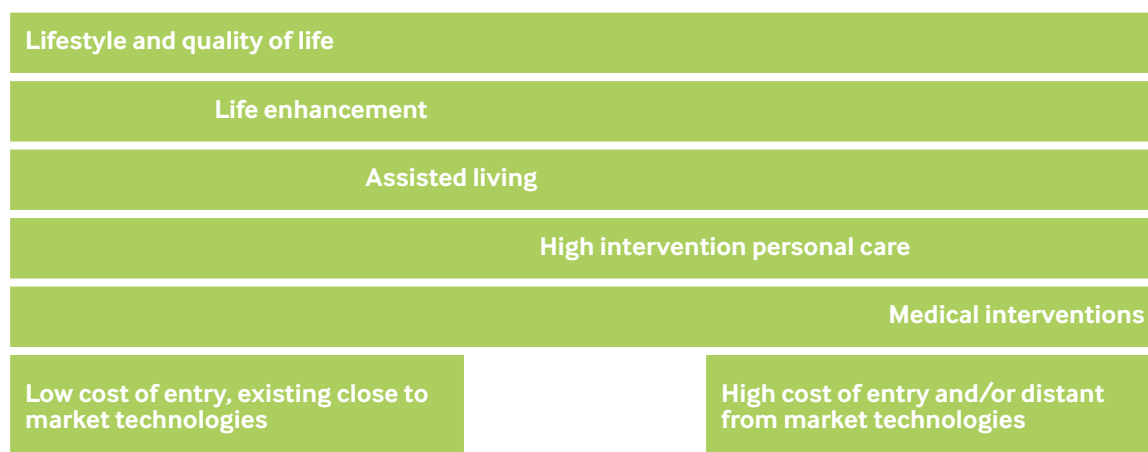 Lifestyle and quality of life
Life enhancement
Assisted living
High intervention personal care
Medical interventions
Low cost of entry, existing close to
market technologies
High cost of entry and/or distant
from market technologies